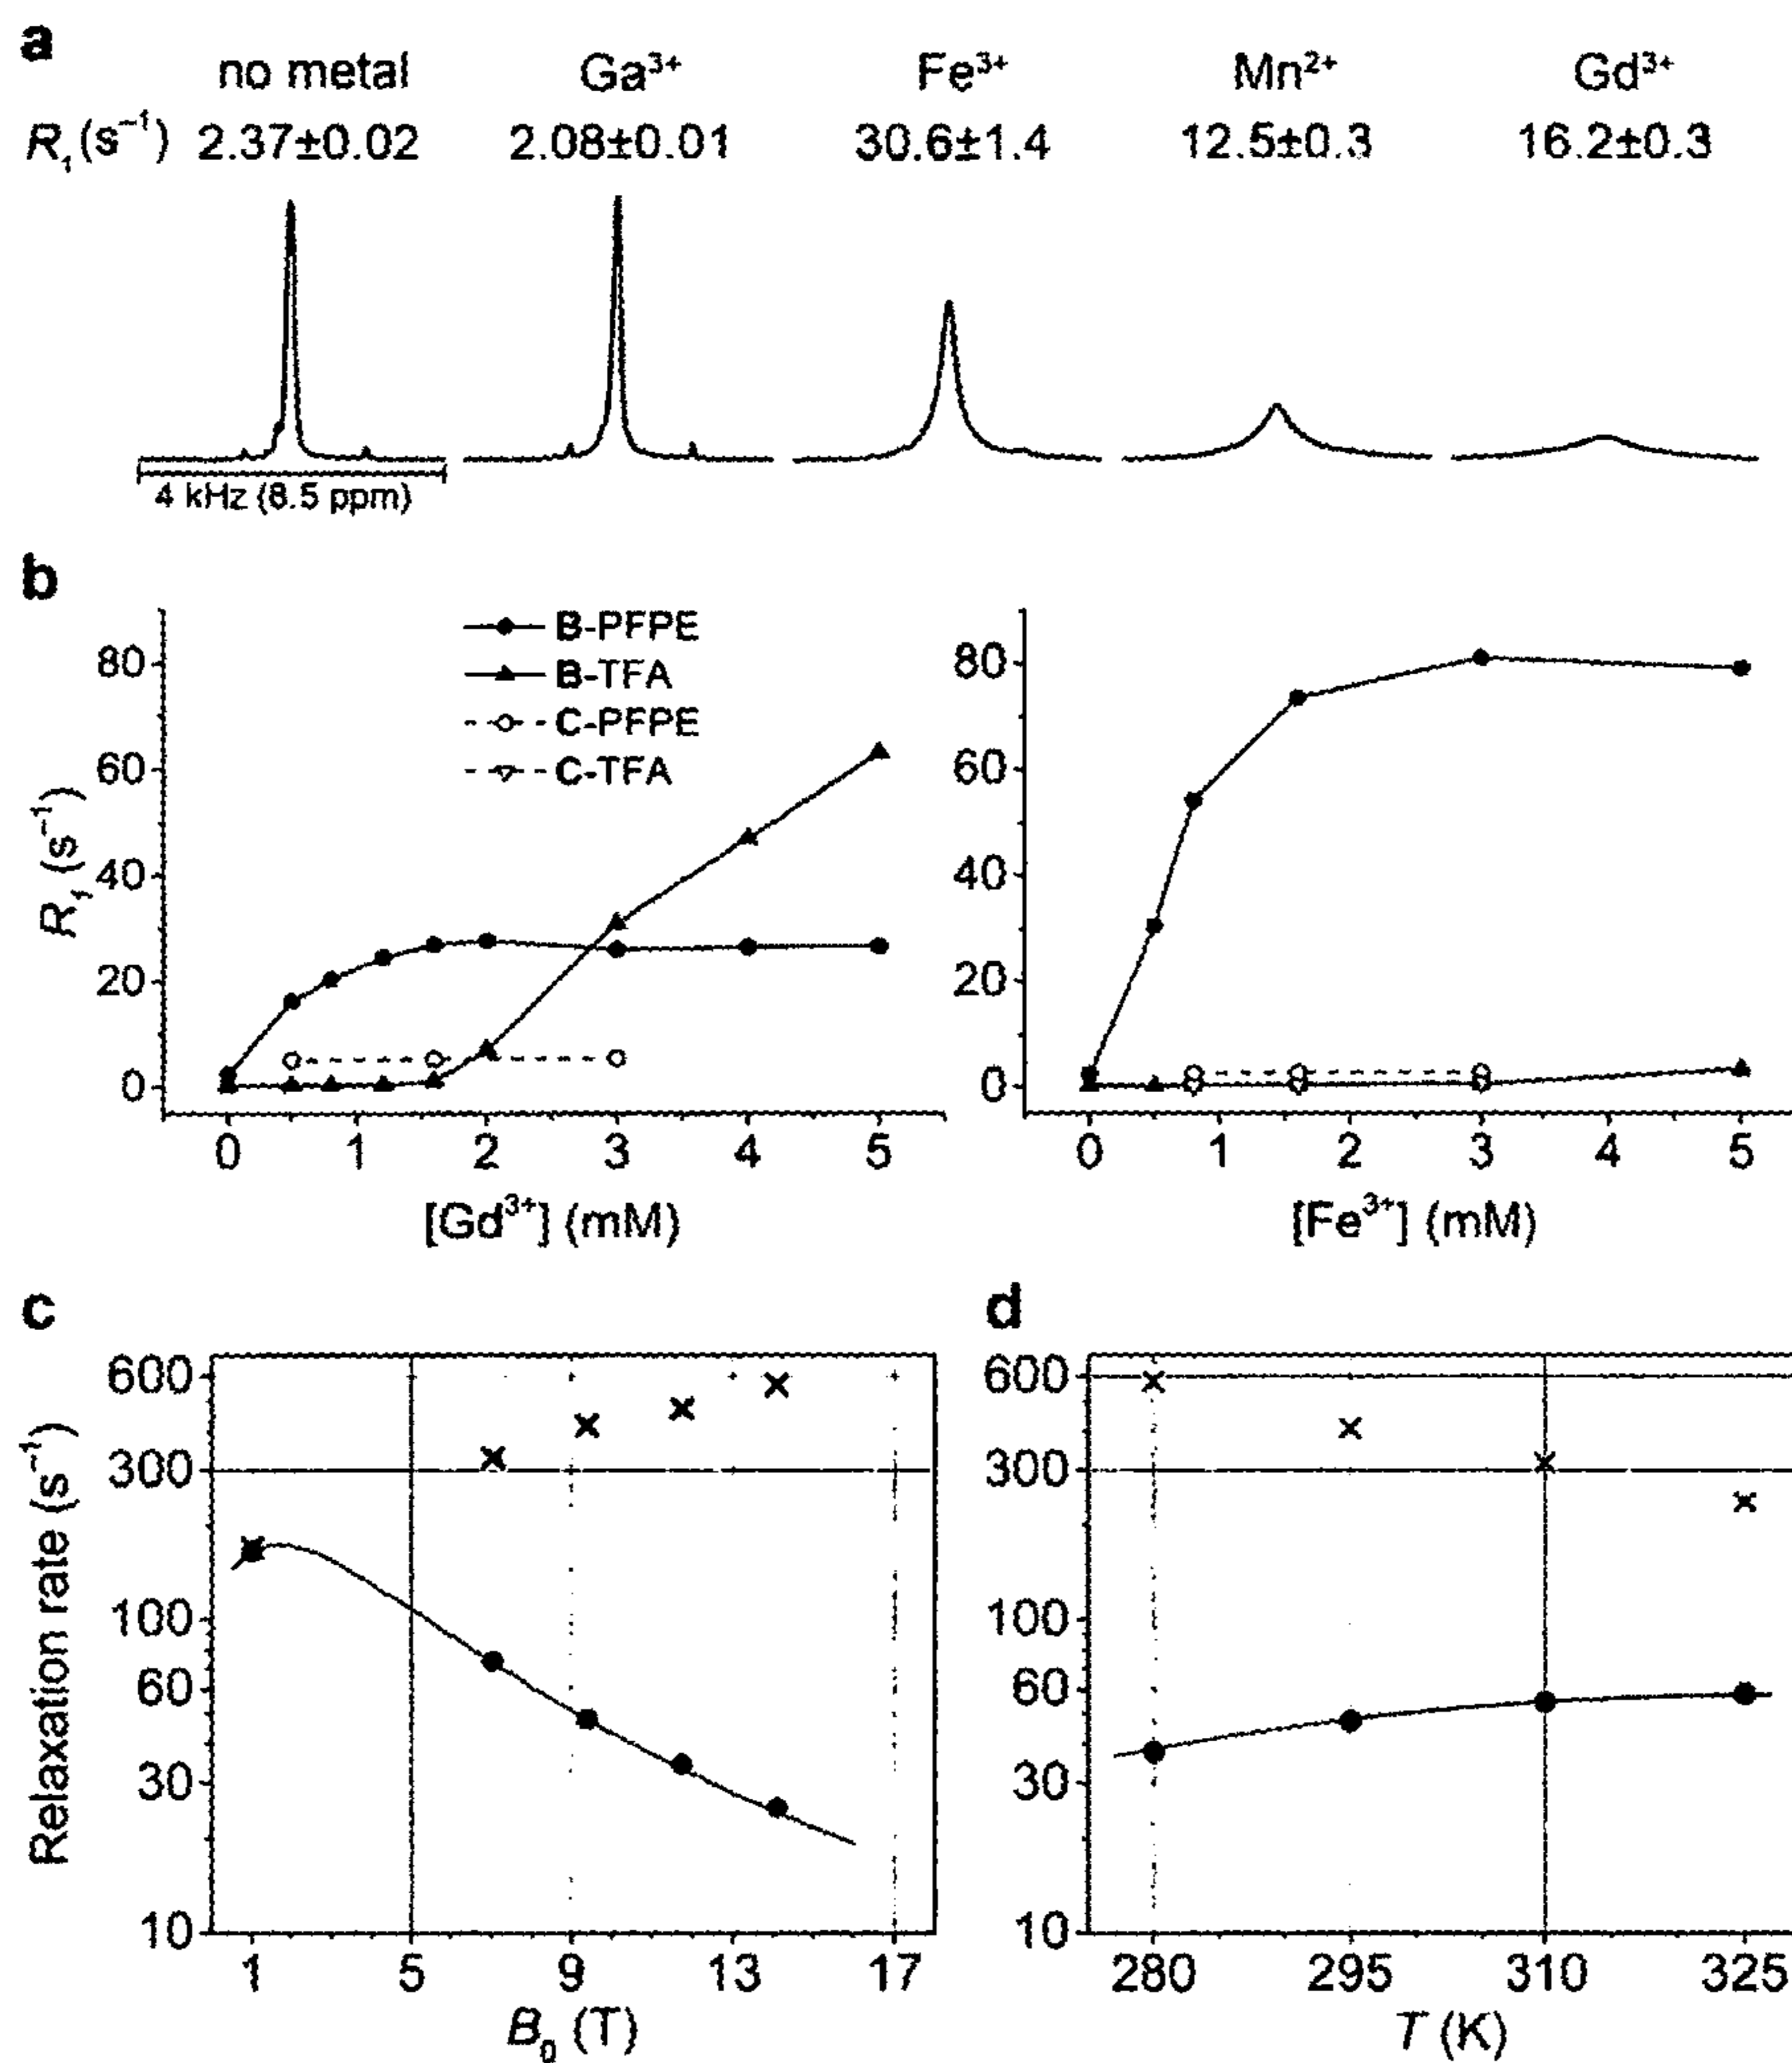 a
no metal Ga³⁺ Fe³⁺ Mn²⁺ Gd³⁺
R₁(s⁻¹) 2.37±0.02 2.08±0.01 30.6±1.4 12.5±0.3 16.2±0.3
4 kHz (8.5 ppm)
b
B-PFPE
B-TFA
C-PFPE
C-TFA
R₁ (s⁻¹)
80
60
40
20
0
0 1 2 3 4 5
[Gd³⁺] (mM)
80
60
40
20
0
0 1 2 3 4 5
[Fe³⁺] (mM)
c
Relaxation rate (s⁻¹)
600
300
100
60
30
10
1 5 9 13 17
B₀ (T)
d
600
300
100
60
30
10
280 295 310 325
T (K)